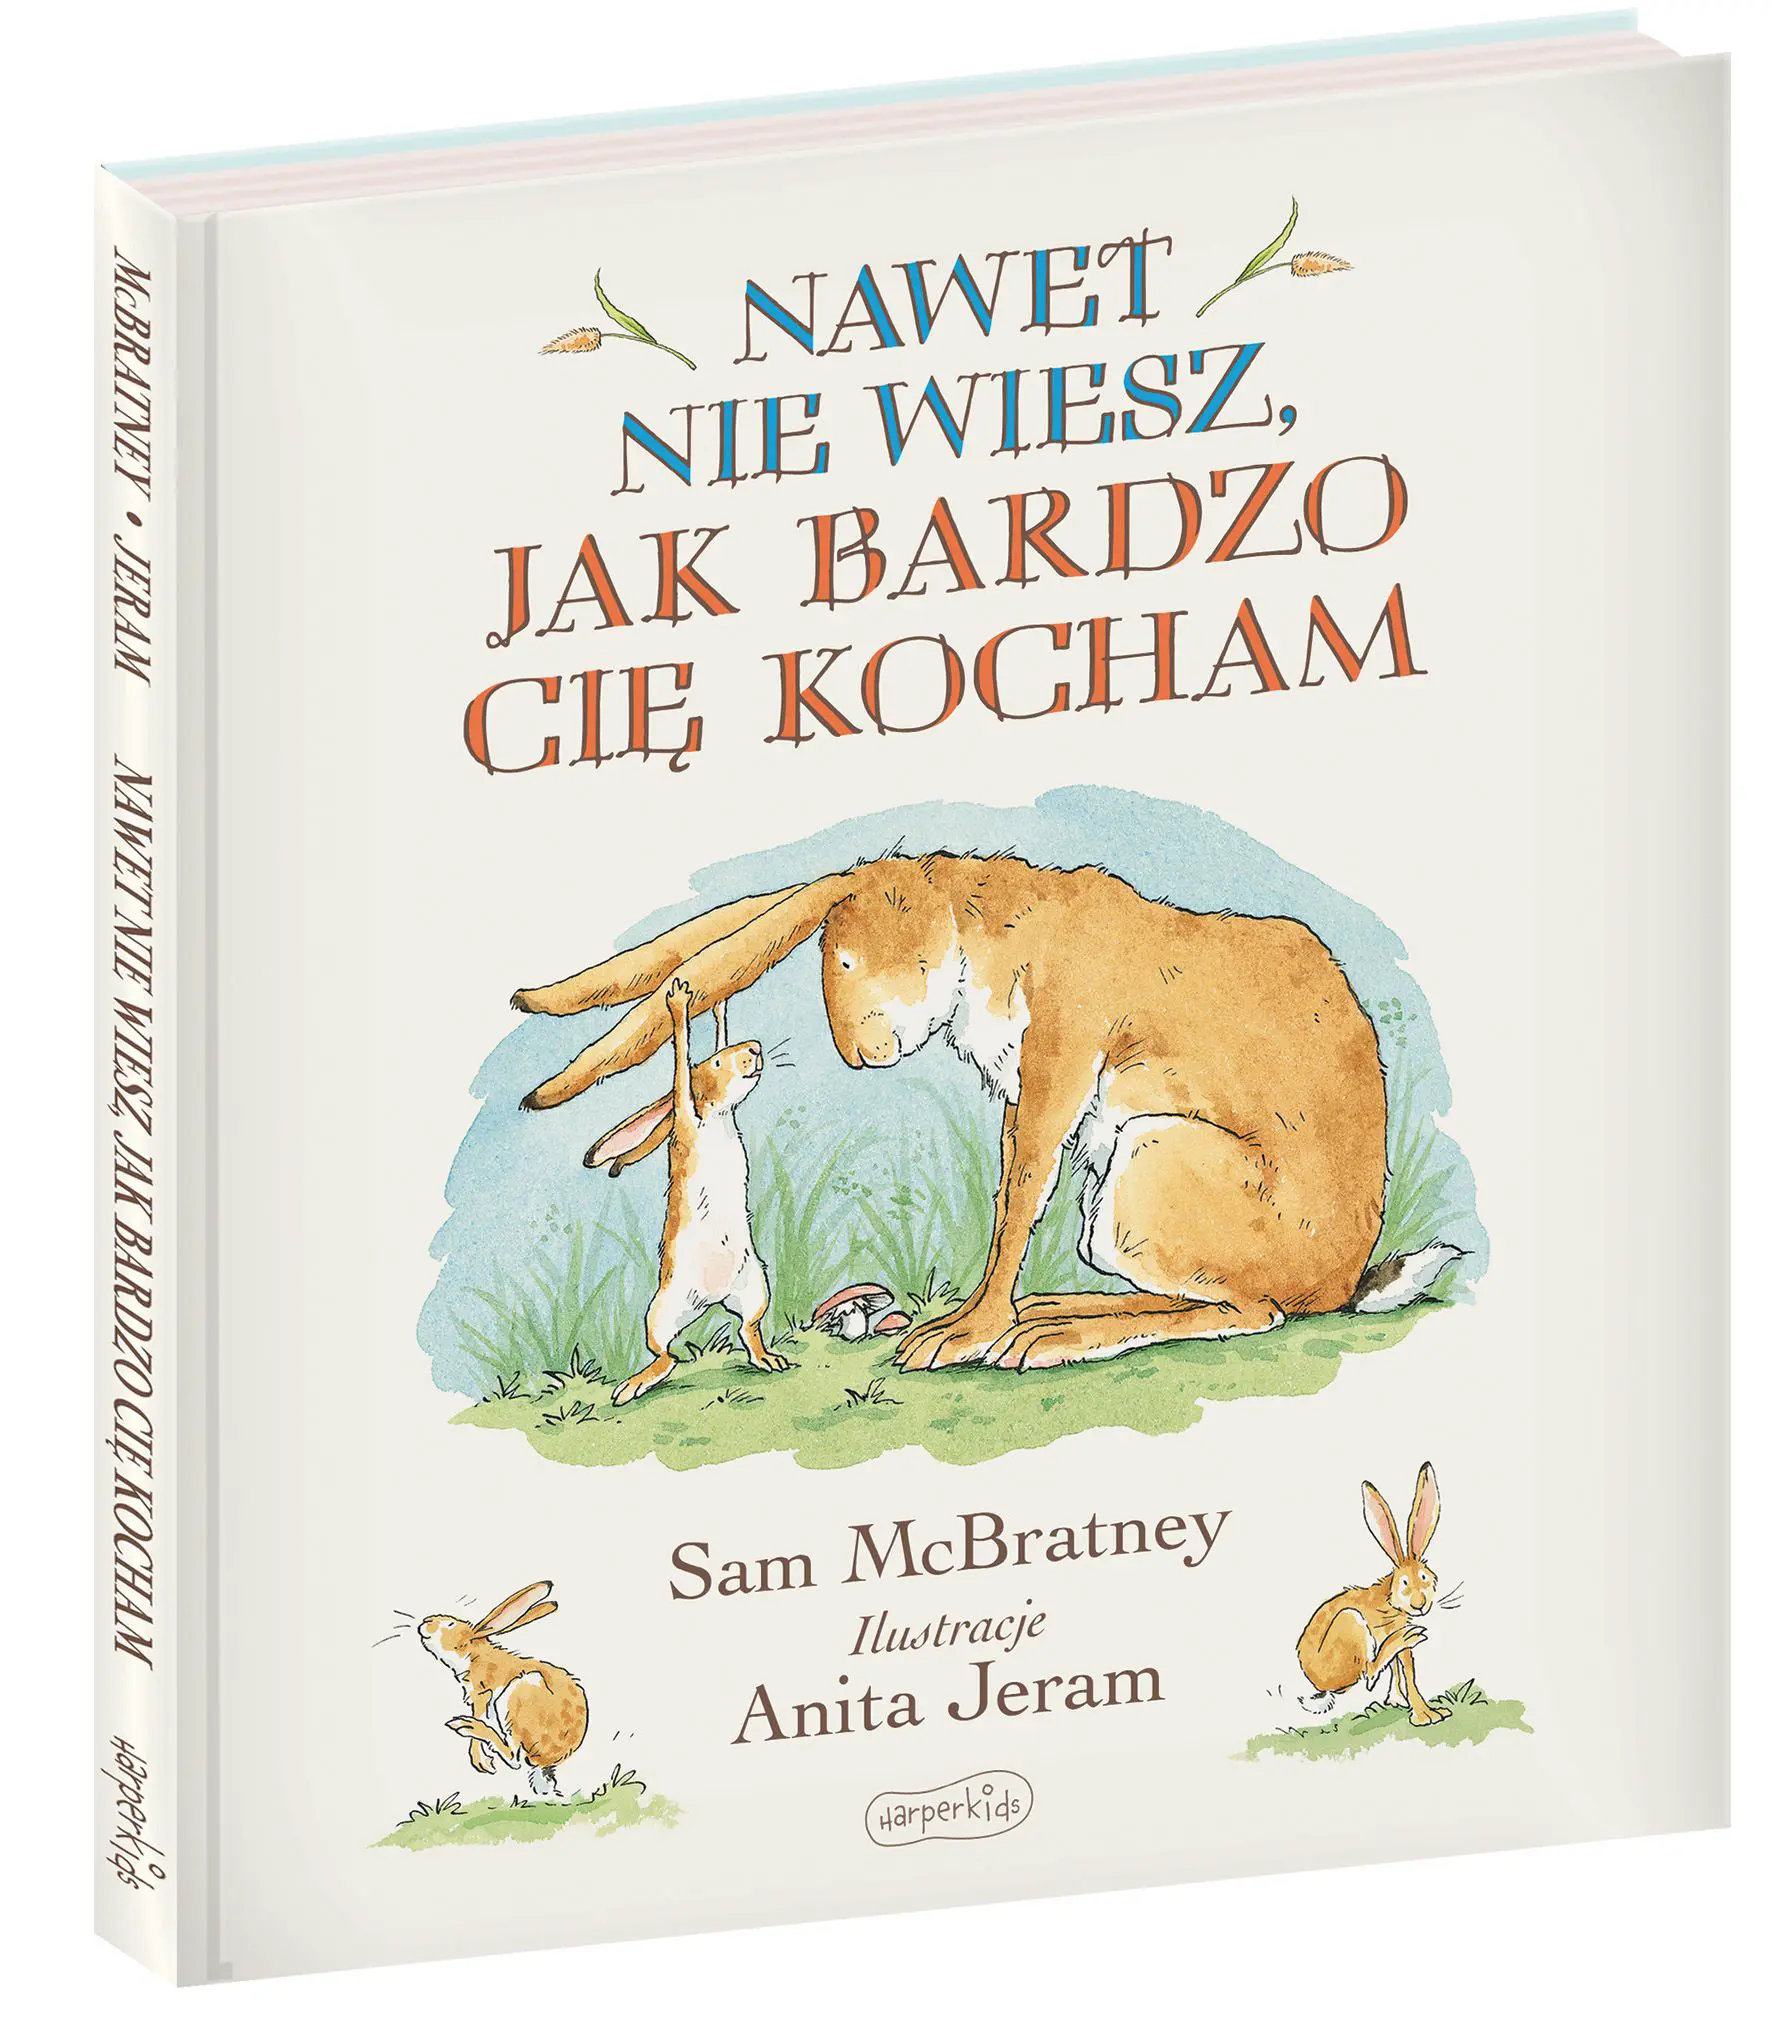 NAWET
NIE WIESZ,
JAK BARDZO
CIĘ KOCHAM
Sam McBratney
Ilustracje
Anita Jeram
HarperKids
McBRATNEY • JERAM NAWET NIE WIESZ, JAK BARDZO CIĘ KOCHAM HarperKids